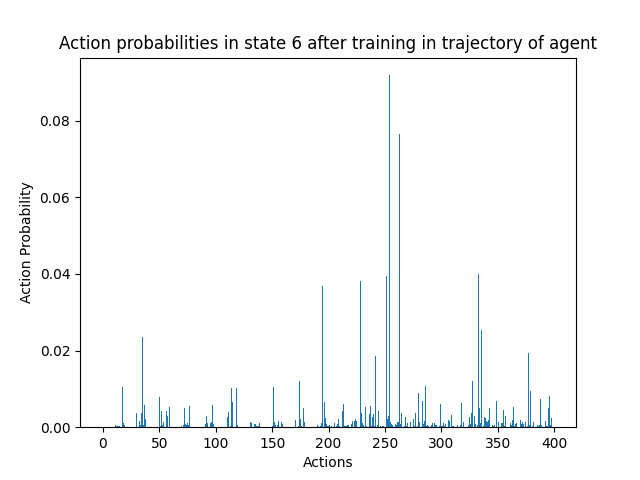 Action probabilities in state 6 after training in trajectory of agent
Action Probability
0.08
0.06
0.04
0.02
0.00
0 50 100 150 200 250 300 350 400
Actions